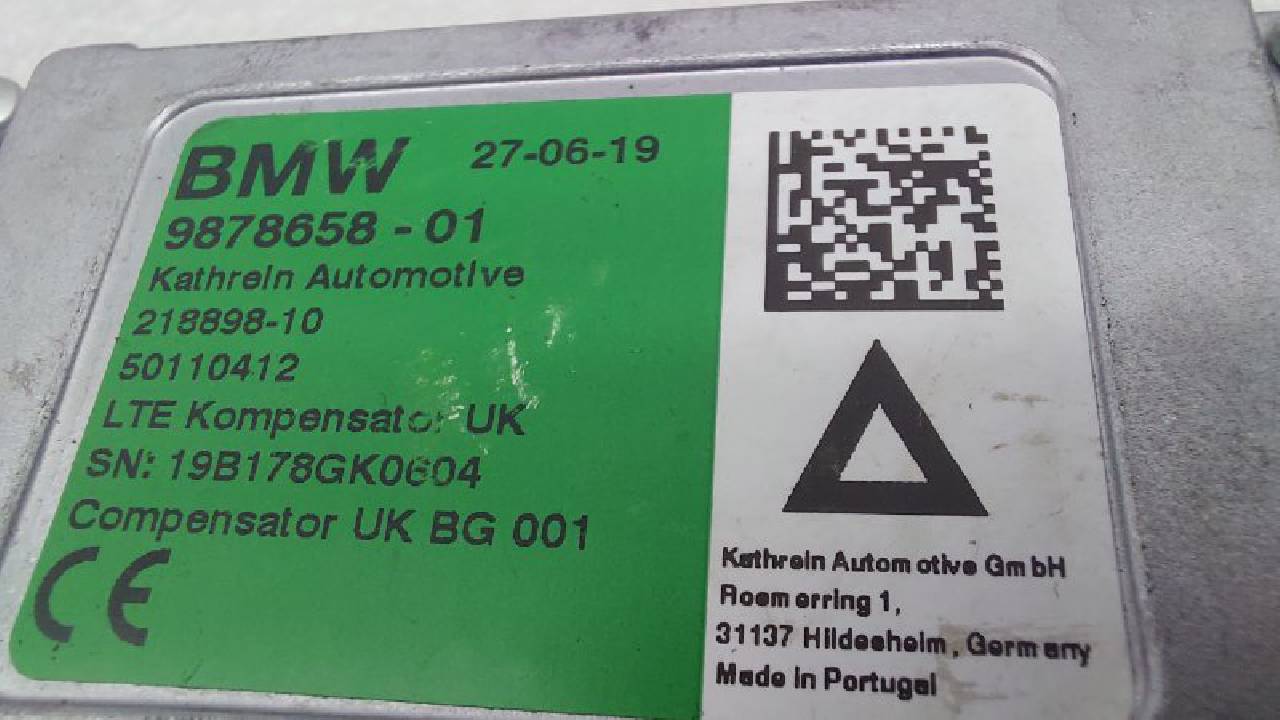 BMW 27-06-19
9878658 - 01
Kathrein Automotive
218898-10
50110412
LTE Kompensator UK
SN: 19B178GK0604
Compensator UK BG 001
CE
Kathrein Automotive GmbH
Roemerring 1,
31137 Hildesheim, Germany
Made in Portugal